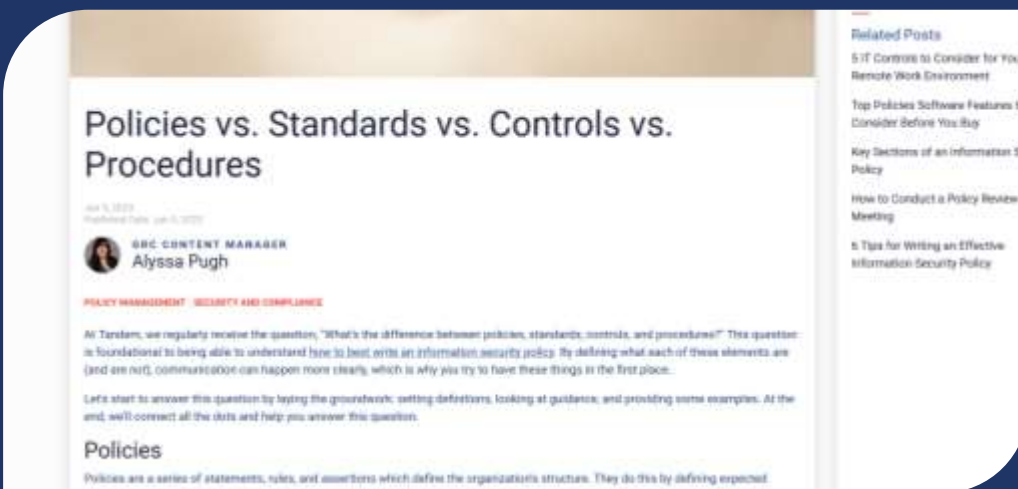 Policies vs. Standards vs. Controls vs.
Procedures
Jun 5, 2023
Published Date: Jun 5, 2023
GRC CONTENT MANAGER
Alyssa Pugh
POLICY MANAGEMENT SECURITY AND COMPLIANCE
At Tandem, we regularly receive the question, "What's the difference between policies, standards, controls, and procedures?" This question
is foundational to being able to understand how to best write an information security policy. By defining what each of these elements are
(and are not), communication can happen more clearly, which is why you try to have these things in the first place.
Let's start to answer this question by laying the groundwork: setting definitions, looking at guidance, and providing some examples. At the
end, we'll connect all the dots and help you answer this question.
Policies
Policies are a series of statements, rules, and assertions which define the organization's structure. They do this by defining expected
Related Posts
5 IT Controls to Consider for You
Remote Work Environment
Top Policies Software Features
Consider Before You Buy
Key Sections of an Information S
Policy
How to Conduct a Policy Review
Meeting
6 Tips for Writing an Effective
Information Security Policy